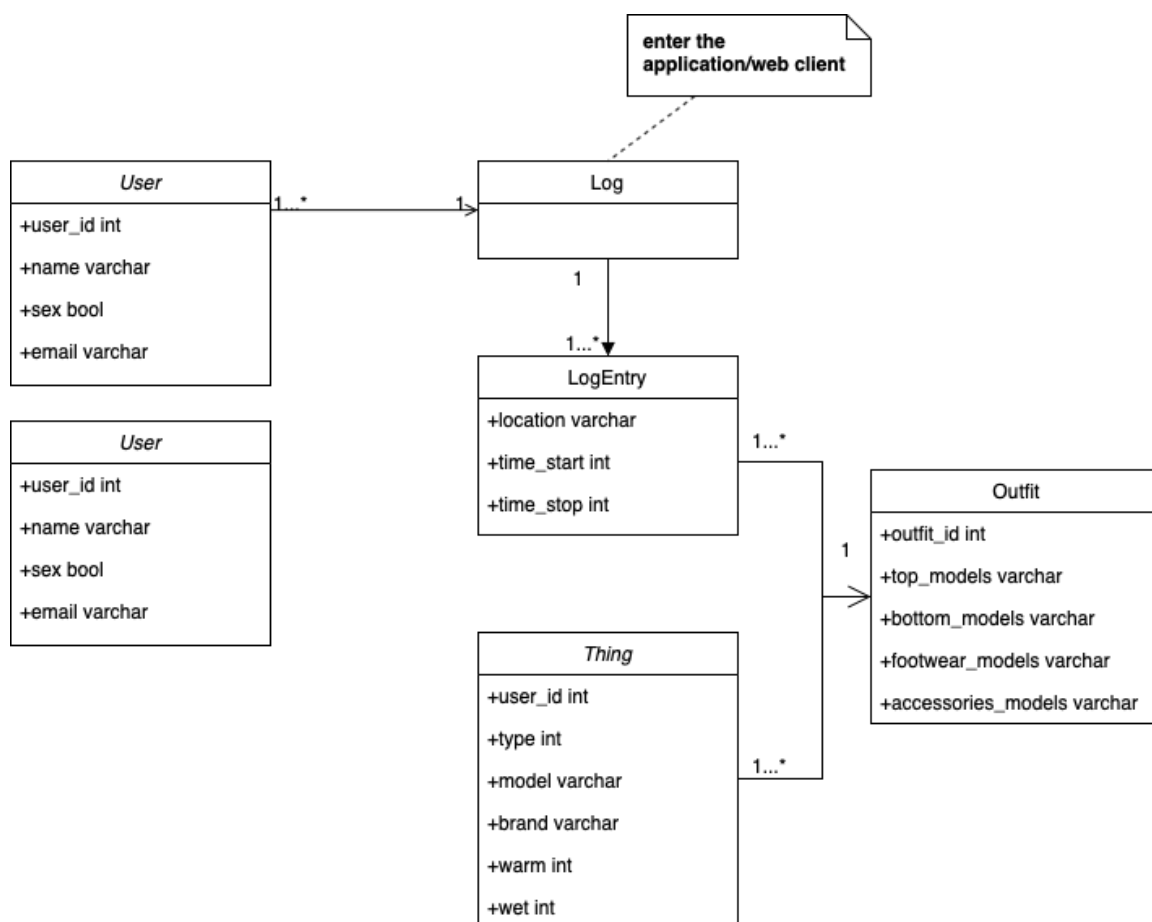 enter the
application/web client
User
+user_id int
+name varchar
+sex bool
+email varchar
1...*
1
Log
1
1...*
LogEntry
+location varchar
+time_start int
+time_stop int
1...*
User
+user_id int
+name varchar
+sex bool
+email varchar
1
Outfit
+outfit_id int
+top_models varchar
+bottom_models varchar
+footwear_models varchar
+accessories_models varchar
Thing
+user_id int
+type int
+model varchar
+brand varchar
+warm int
+wet int
1...*